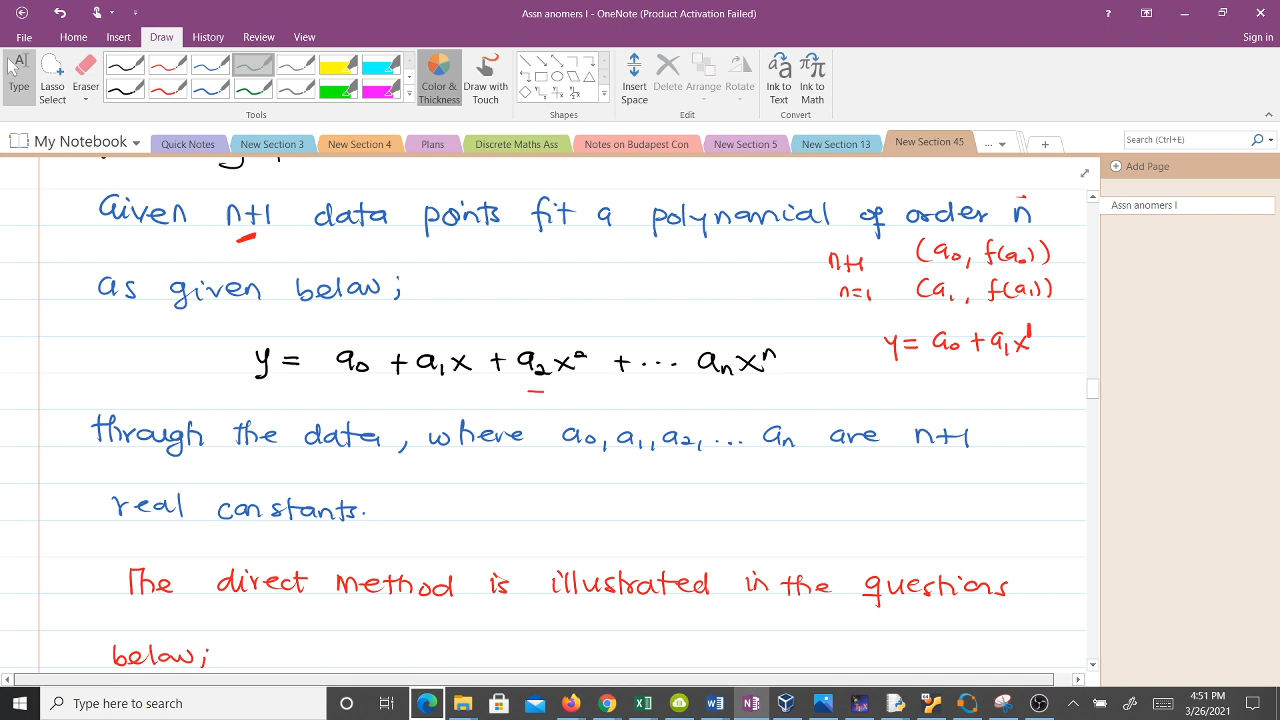 Assn anomers I - OneNote (Product Activation Failed)
? Sign in
File Home Insert Draw History Review View
Type Lasso Select Eraser Color & Thickness Draw with Touch Insert Space Delete Arrange Rotate Ink to Text Ink to Math
Tools Shapes Edit Convert
My Notebook Quick Notes New Section 3 New Section 4 Plans Discrete Maths Ass Notes on Budapest Con New Section 5 New Section 13 New Section 45 ... Search (Ctrl+E)
Add Page
Assn anomers I
Given n+1 data points fit a polynamial of order n
n+1 (a₀, f(a₀))
as given below;
n=1 (a₁, f(a₁))
y = a₀ + a₁x¹
y = a₀ + a₁x + a₂x² + ... aₙxⁿ
through the data, where a₀, a₁, a₂, ... aₙ are n+1
real constants.
The direct method is illustrated in the questions
below;
Type here to search
4:51 PM
3/26/2021